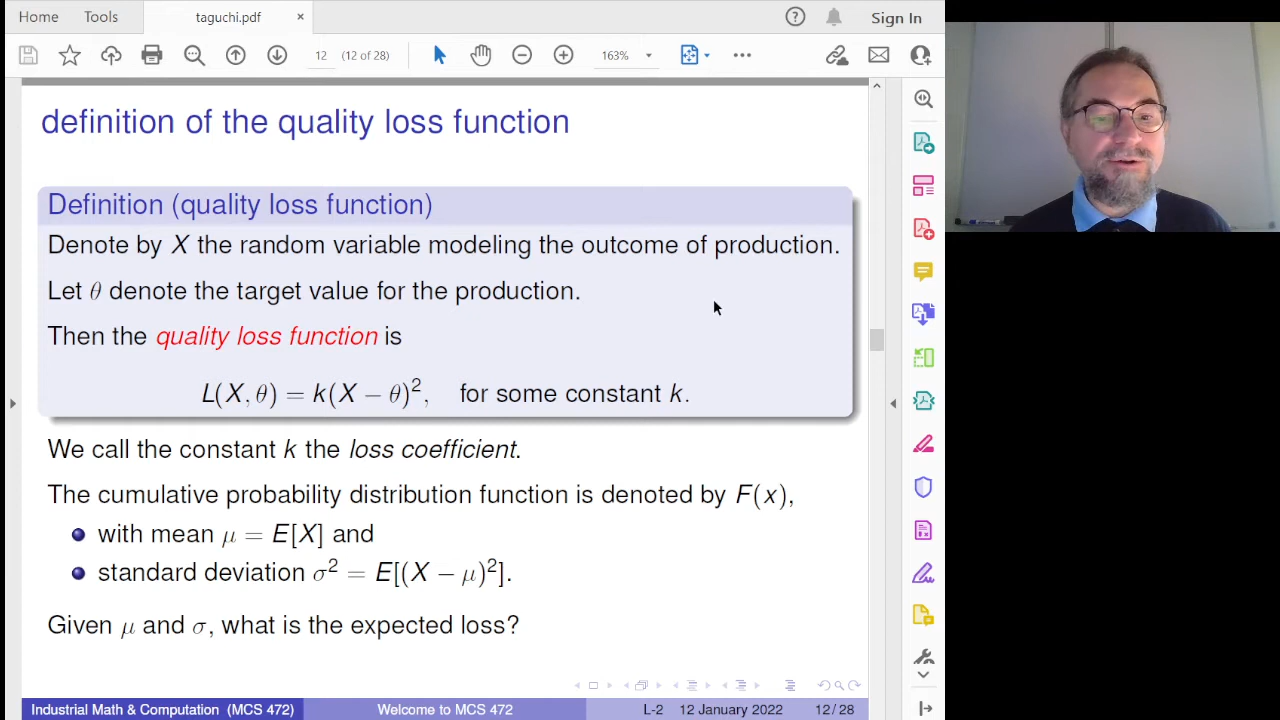 Home Tools taguchi.pdf × ? Sign In
12 (12 of 28) 163%
definition of the quality loss function
Definition (quality loss function)
Denote by X the random variable modeling the outcome of production.
Let θ denote the target value for the production.
Then the quality loss function is
L(X, θ) = k(X − θ)², for some constant k.
We call the constant k the loss coefficient.
The cumulative probability distribution function is denoted by F(x),
with mean μ = E[X] and
standard deviation σ² = E[(X − μ)²].
Given μ and σ, what is the expected loss?
Industrial Math & Computation (MCS 472) Welcome to MCS 472 L-2 12 January 2022 12 / 28